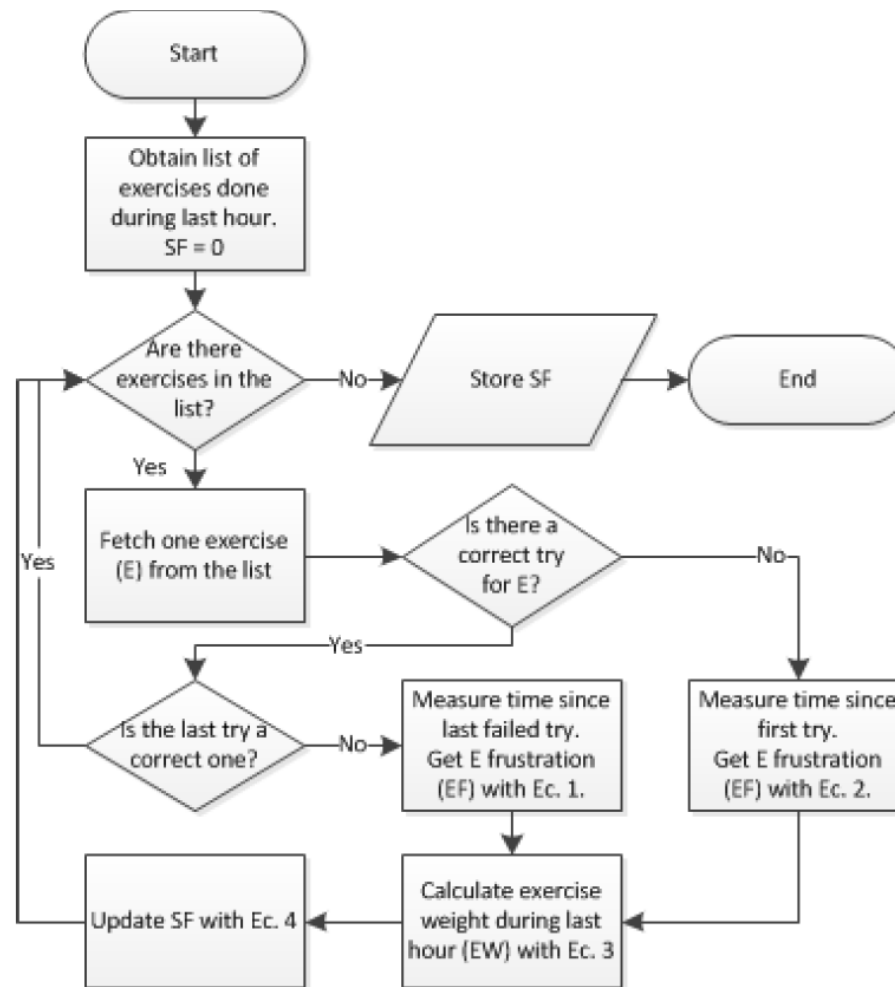 Start
Obtain list of
exercises done
during last hour.
SF = 0
Are there
exercises in the
list?
No
Store SF
End
Yes
Fetch one exercise
(E) from the list
Is there a
correct try
for E?
No
Yes
Yes
Is the last try a
correct one?
No
Measure time since
last failed try.
Get E frustration
(EF) with Ec. 1.
Measure time since
first try.
Get E frustration
(EF) with Ec. 2.
Calculate exercise
weight during last
hour (EW) with Ec. 3
Update SF with Ec. 4